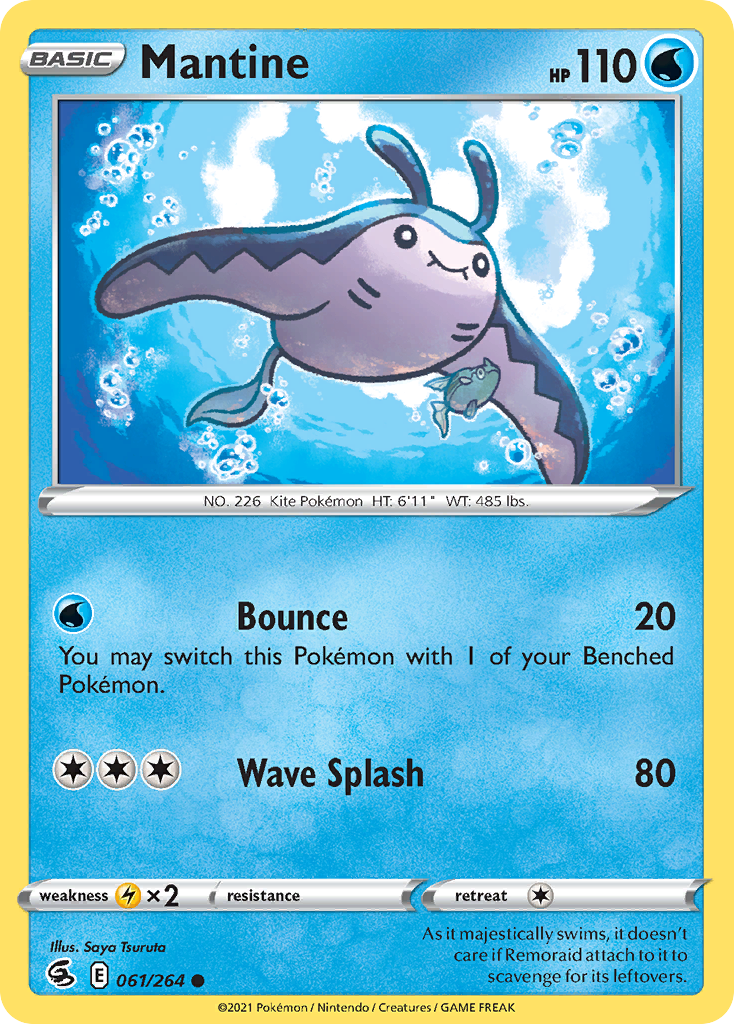 BASIC
Mantine
HP 110
NO. 226 Kite Pokémon HT: 6'11" WT: 485 lbs.
Bounce 20
You may switch this Pokémon with 1 of your Benched
Pokémon.
Wave Splash 80
weakness ×2 resistance retreat
Illus. Saya Tsuruta
As it majestically swims, it doesn't
care if Remoraid attach to it to
scavenge for its leftovers.
E 061/264
©2021 Pokémon / Nintendo / Creatures / GAME FREAK